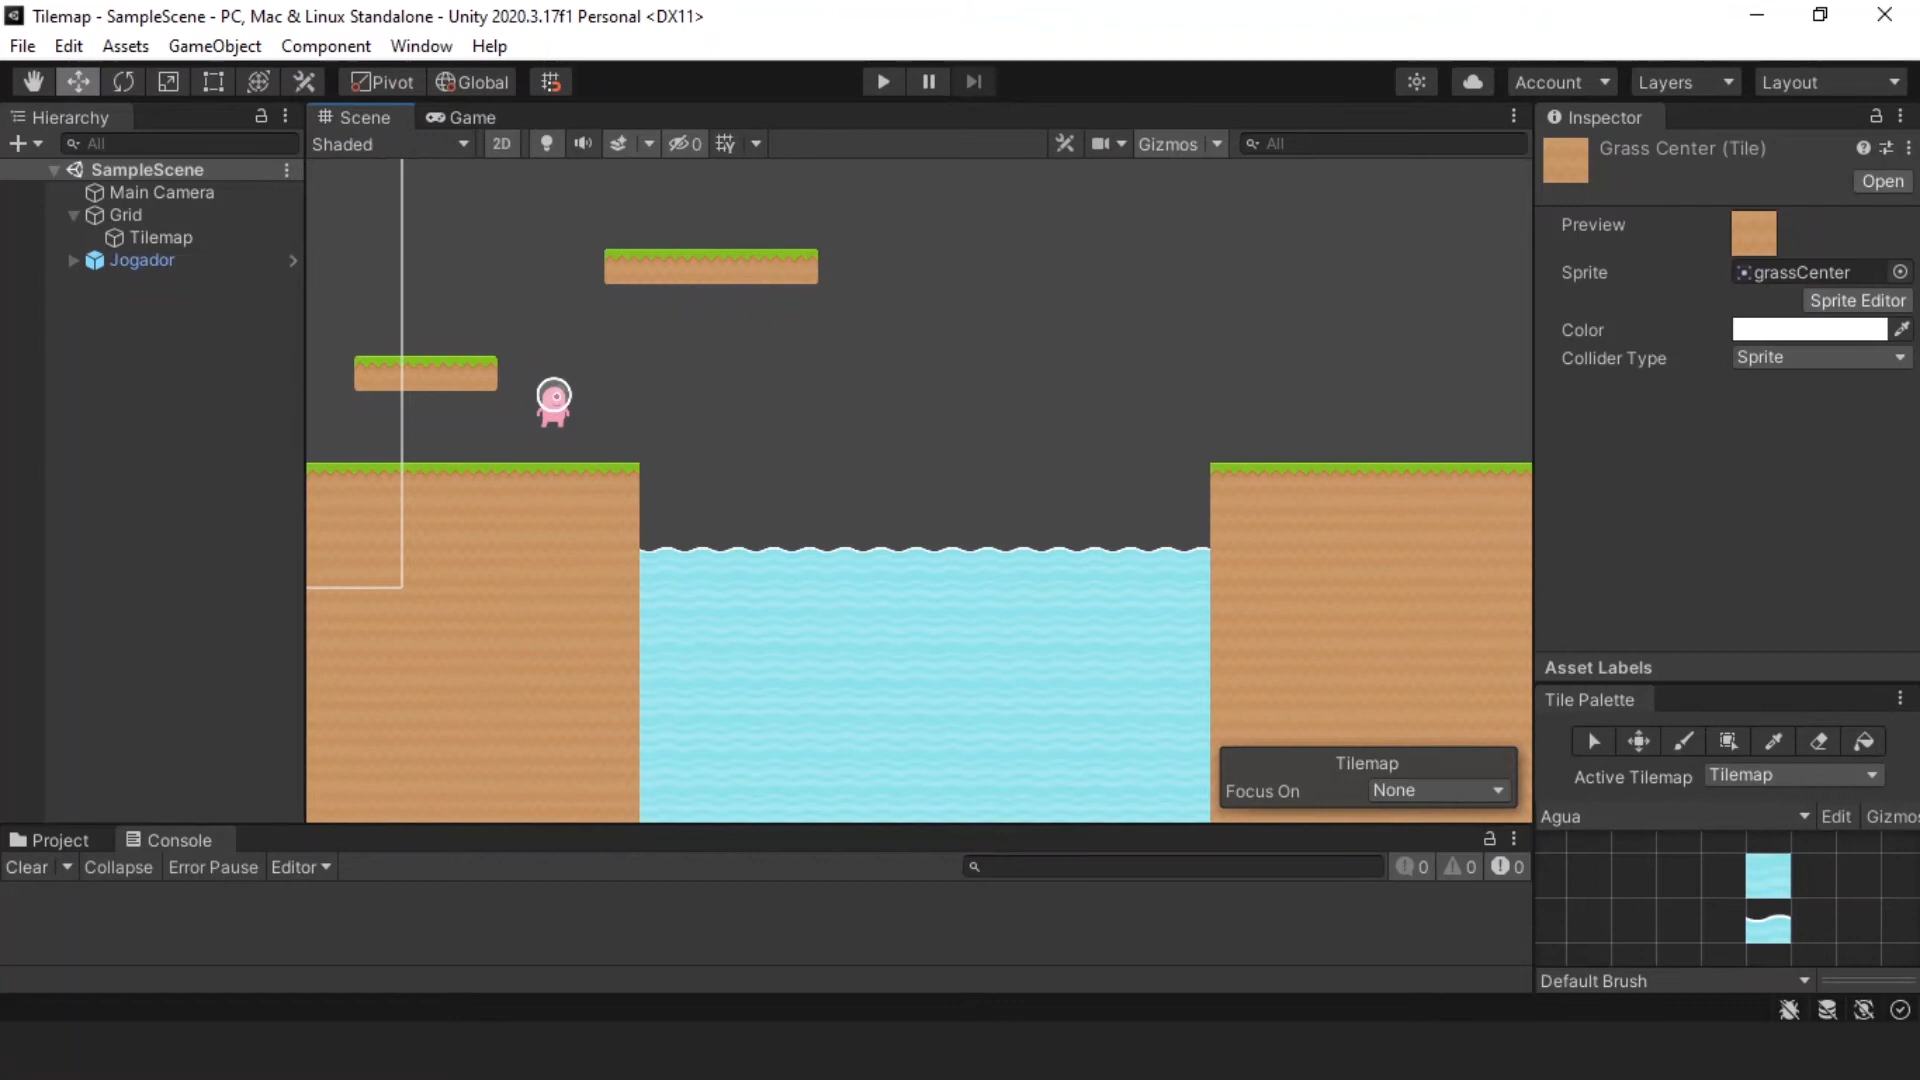 Tilemap - SampleScene - PC, Mac & Linux Standalone - Unity 2020.3.17f1 Personal <DX11>
File Edit Assets GameObject Component Window Help
Pivot Global Account Layers Layout
Hierarchy
All
SampleScene
Main Camera
Grid
Tilemap
Jogador
Scene Game
Shaded 2D 0 Gizmos All
Tilemap
Focus On None
Inspector
Grass Center (Tile)
Open
Preview
Sprite grassCenter
Sprite Editor
Color
Collider Type Sprite
Asset Labels
Tile Palette
Active Tilemap Tilemap
Agua Edit Gizmos
Default Brush
Project Console
Clear Collapse Error Pause Editor 0 0 0